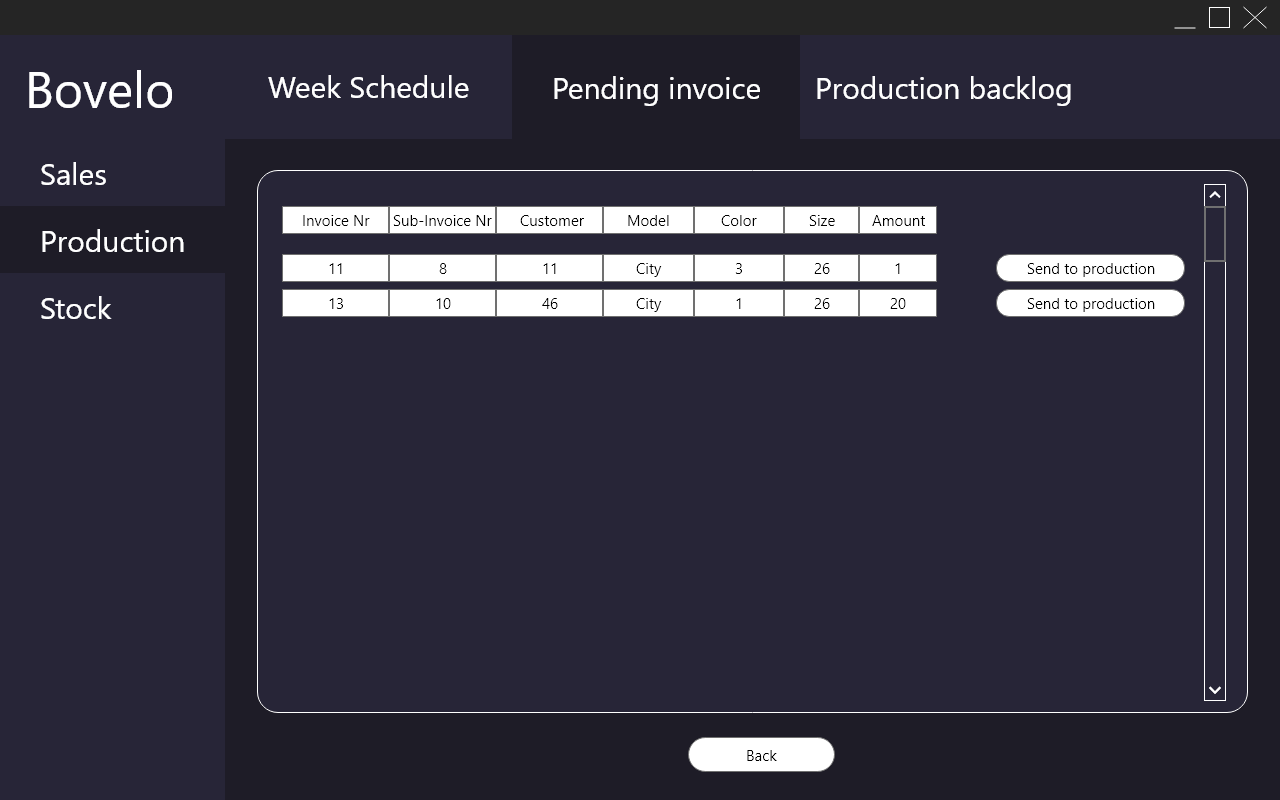 Bovelo
Week Schedule Pending invoice Production backlog
Sales
Production
Stock
Invoice Nr Sub-Invoice Nr Customer Model Color Size Amount
11 8 11 City 3 26 1 Send to production
13 10 46 City 1 26 20 Send to production
Back